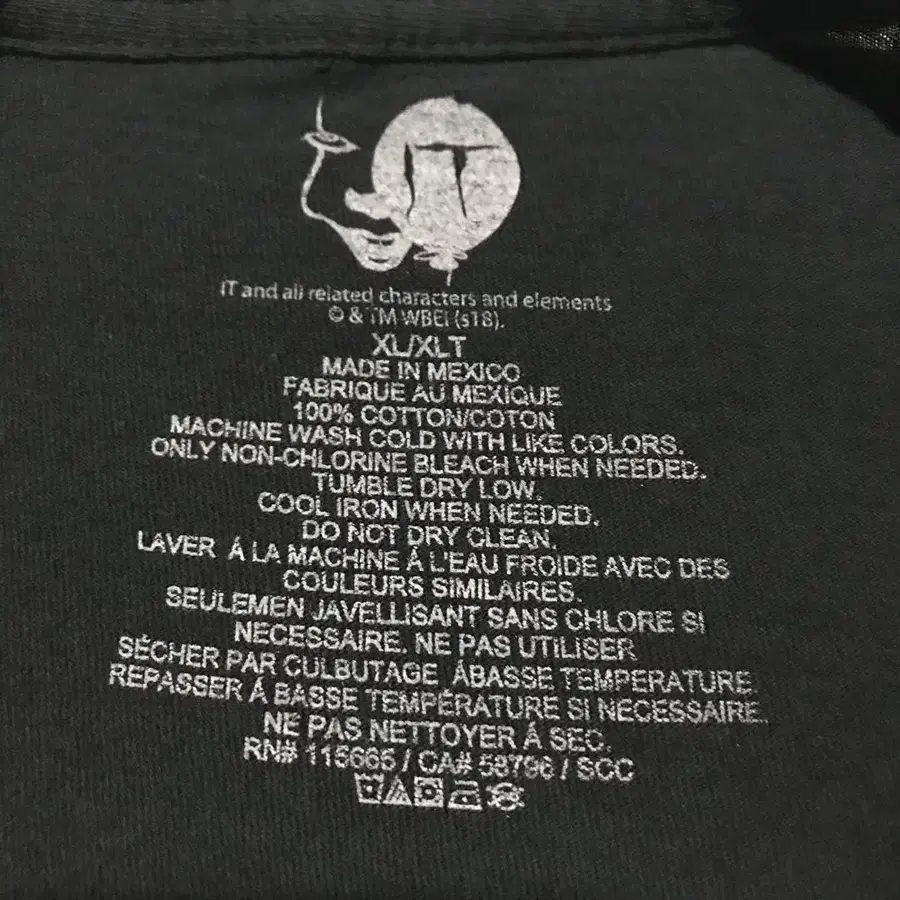 IT
IT and all related characters and elements
© & TM WBEI (s18).
XL/XLT
MADE IN MEXICO
FABRIQUE AU MEXIQUE
100% COTTON/COTON
MACHINE WASH COLD WITH LIKE COLORS.
ONLY NON-CHLORINE BLEACH WHEN NEEDED.
TUMBLE DRY LOW.
COOL IRON WHEN NEEDED.
DO NOT DRY CLEAN.
LAVER Á LA MACHINE Á L'EAU FROIDE AVEC DES
COULEURS SIMILAIRES.
SEULEMEN JAVELLISANT SANS CHLORE SI
NECESSAIRE. NE PAS UTILISER
SÉCHER PAR CULBUTAGE ÁBASSE TEMPERATURE.
REPASSER Á BASSE TEMPÉRATURE SI NECESSAIRE.
NE PAS NETTOYER Á SEC.
RN# 115665 / CA# 58796 / SCC